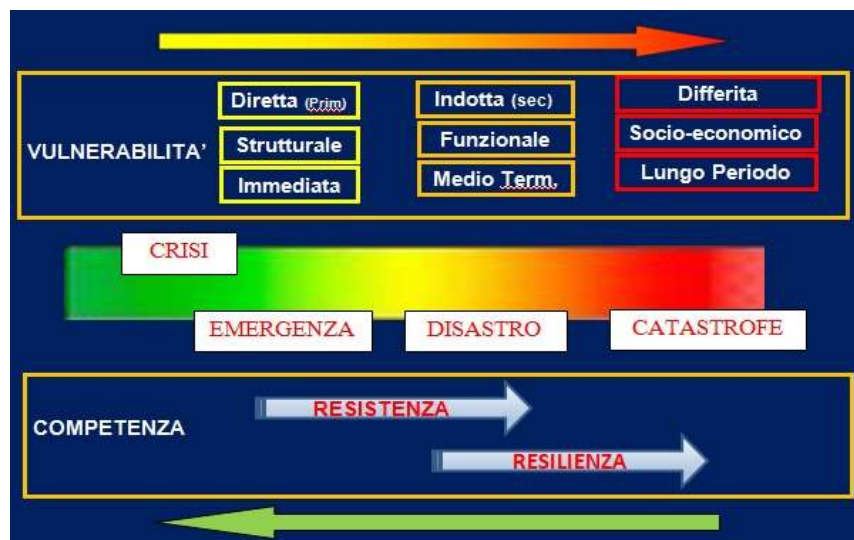 Diretta (Prim)
Indotta (sec)
Differita
VULNERABILITA'
Strutturale
Funzionale
Socio-economico
Immediata
Medio Term.
Lungo Periodo
CRISI
EMERGENZA
DISASTRO
CATASTROFE
COMPETENZA
RESISTENZA
RESILIENZA